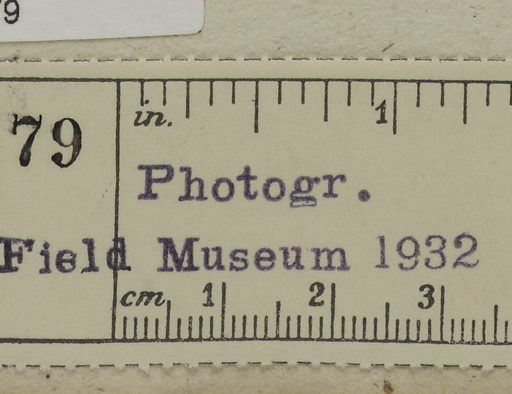 9
in. 1
79
Photogr.
Field Museum 1932
cm 1 2 3